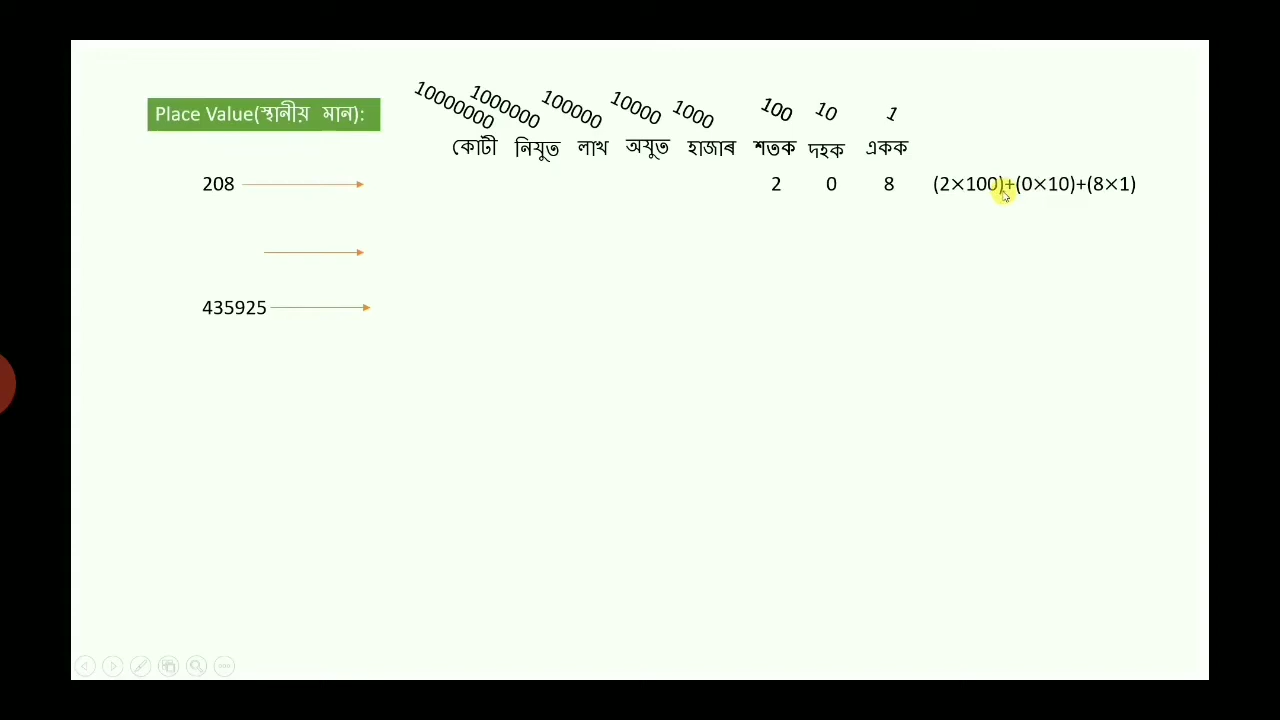 Place Value(স্থানীয় মান):
10000000 1000000 100000 10000 1000 100 10 1
কোটী নিযুত লাখ অযুত হাজাৰ শতক দহক একক
208 2 0 8 (2×100)+(0×10)+(8×1)
435925